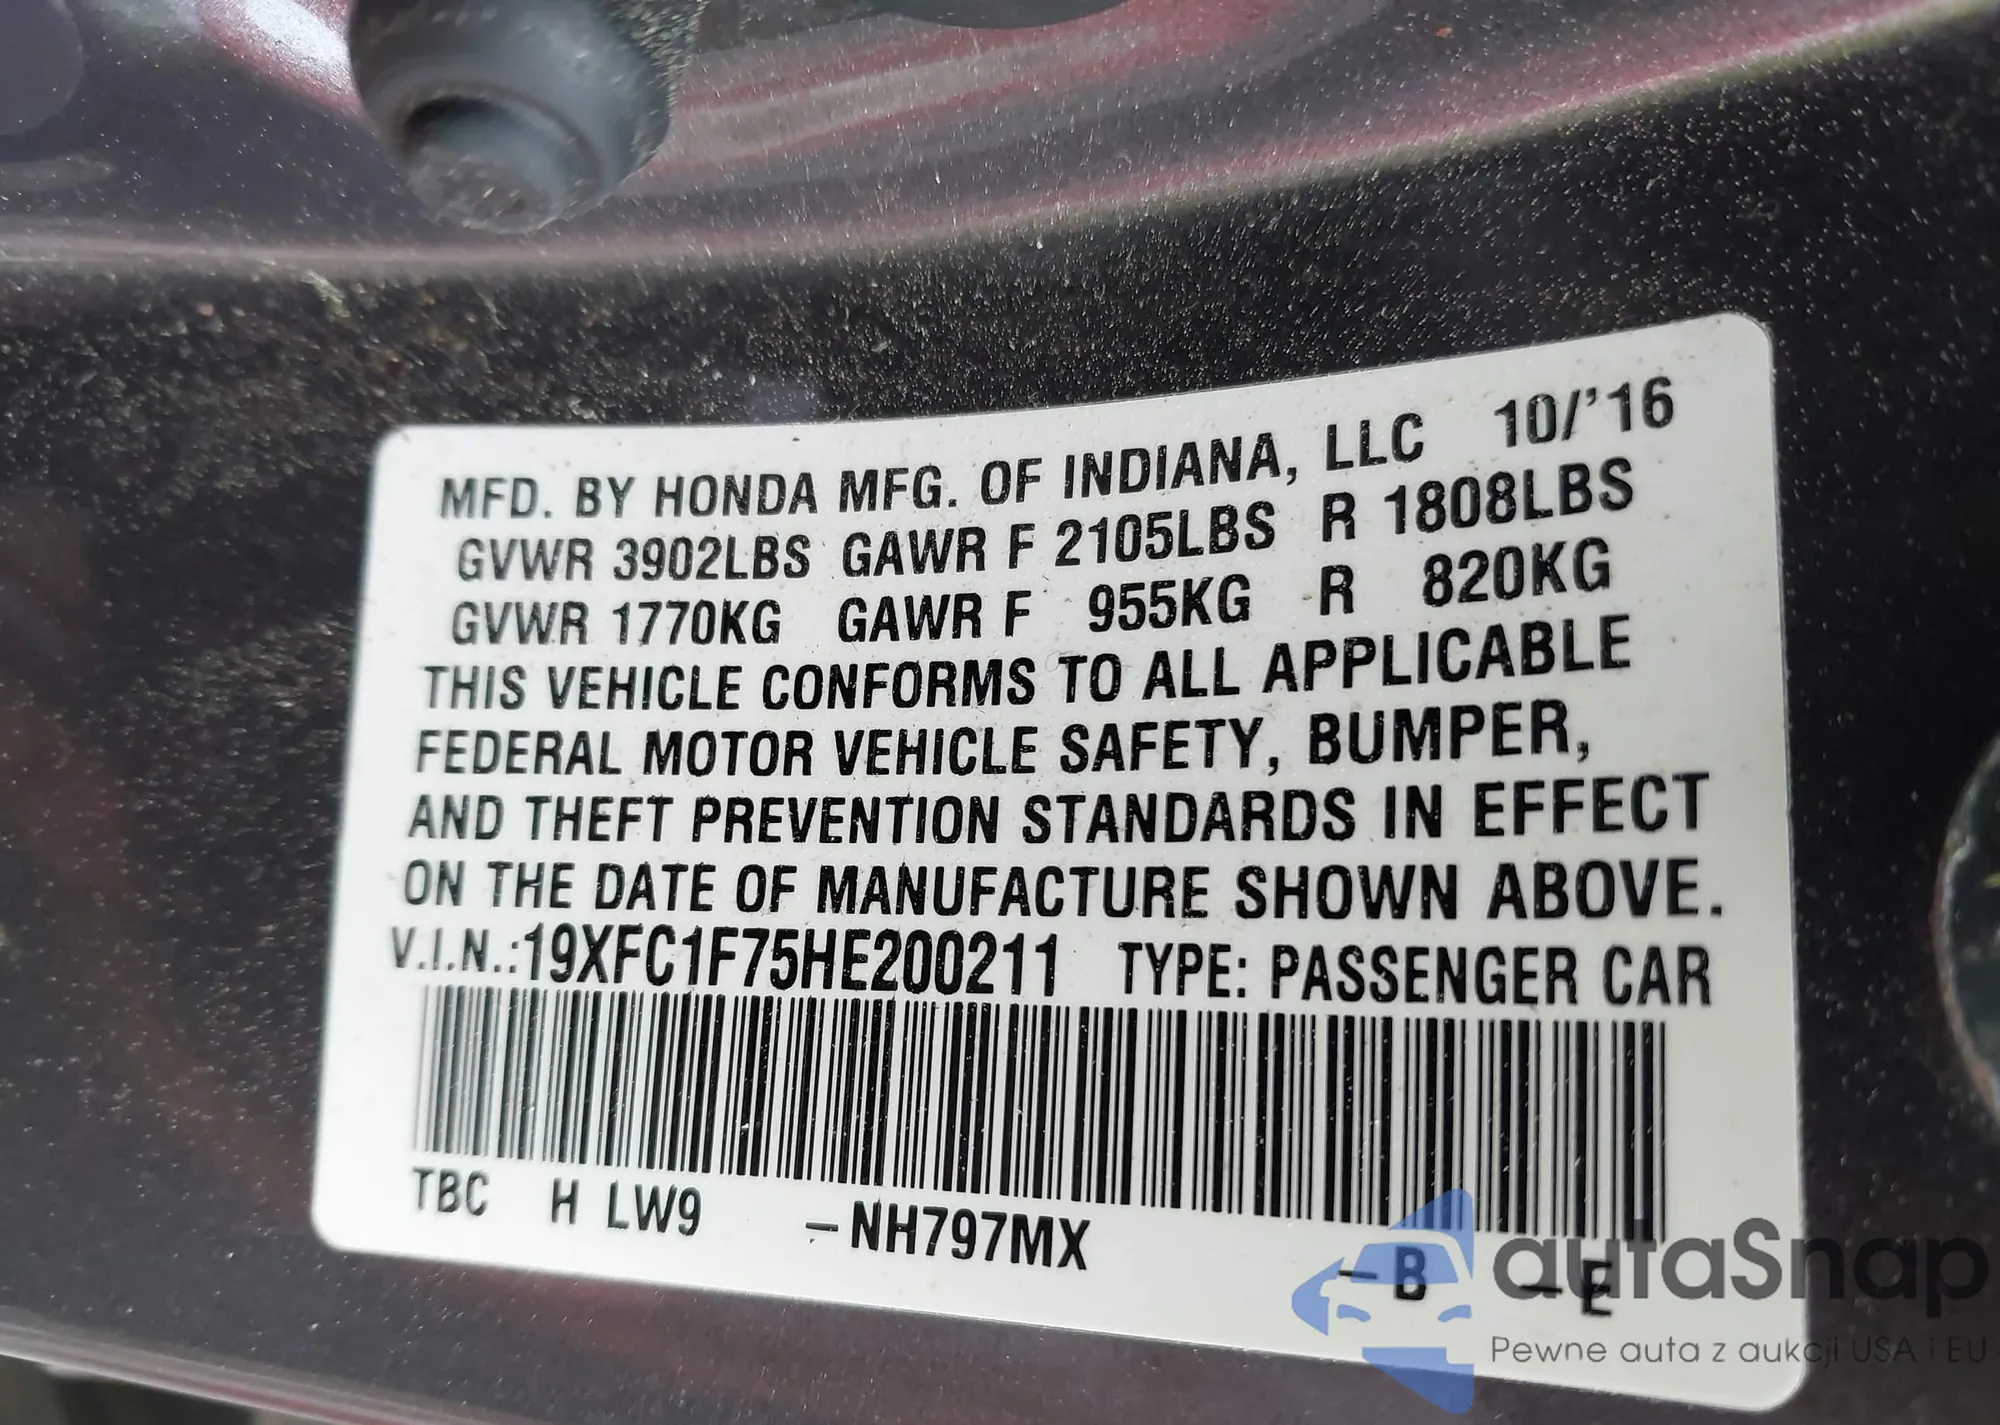 MFD. BY HONDA MFG. OF INDIANA, LLC 10/'16
GVWR 3902LBS GAWR F 2105LBS R 1808LBS
GVWR 1770KG GAWR F 955KG R 820KG
THIS VEHICLE CONFORMS TO ALL APPLICABLE
FEDERAL MOTOR VEHICLE SAFETY, BUMPER,
AND THEFT PREVENTION STANDARDS IN EFFECT
ON THE DATE OF MANUFACTURE SHOWN ABOVE.
V.I.N.:19XFC1F75HE200211 TYPE: PASSENGER CAR
TBC H LW9 –NH797MX –B –E
autaSnap
Pewne auta z aukcji USA i EU